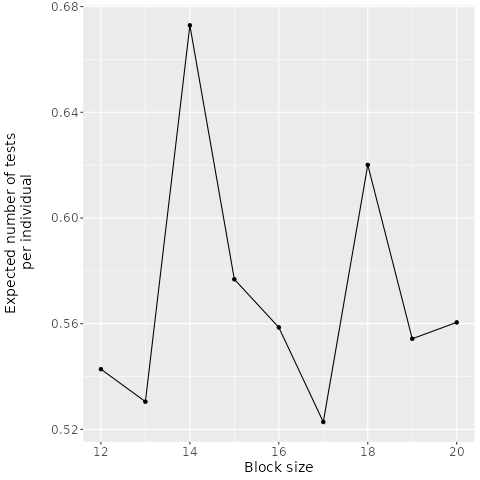 0.68
0.64
0.60
0.56
0.52
Expected number of tests
per individual
12 14 16 18 20
Block size